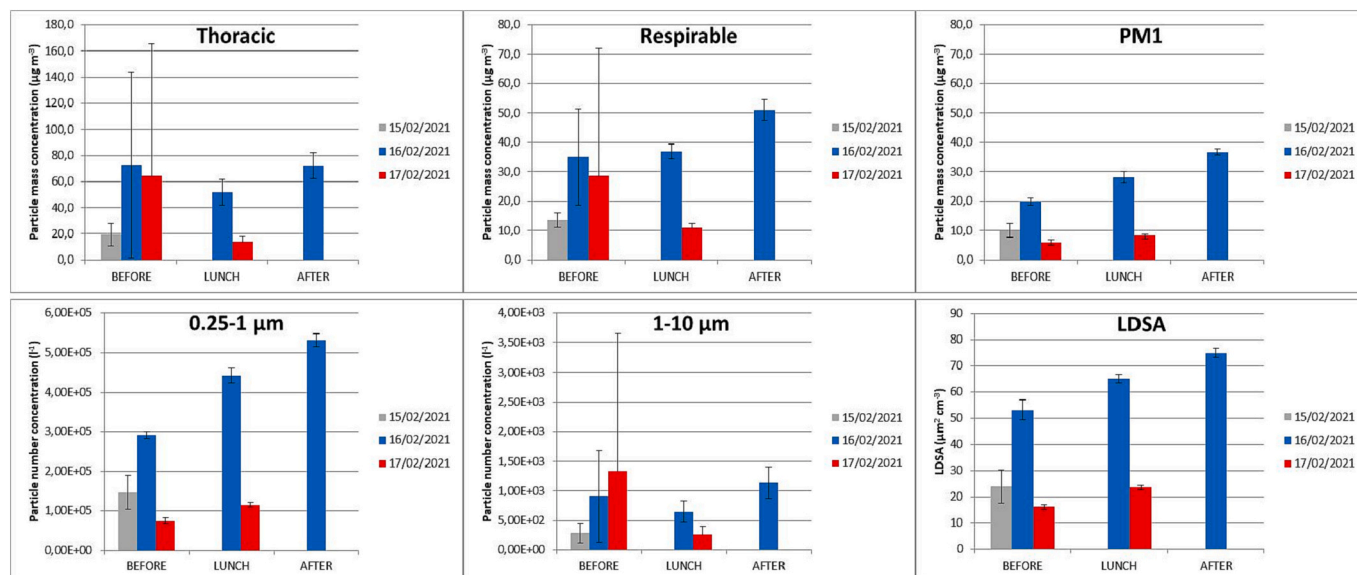 Thoracic
Particle mass concentration (µg m⁻³)
180,0
160,0
140,0
120,0
100,0
80,0
60,0
40,0
20,0
0,0
BEFORE LUNCH AFTER
15/02/2021
16/02/2021
17/02/2021
Respirable
Particle mass concentration (µg m⁻³)
80,0
70,0
60,0
50,0
40,0
30,0
20,0
10,0
0,0
BEFORE LUNCH AFTER
15/02/2021
16/02/2021
17/02/2021
PM1
Particle mass concentration (µg m⁻³)
80,0
70,0
60,0
50,0
40,0
30,0
20,0
10,0
0,0
BEFORE LUNCH AFTER
15/02/2021
16/02/2021
17/02/2021
0.25-1 µm
Particle number concentration (l⁻¹)
6,00E+05
5,00E+05
4,00E+05
3,00E+05
2,00E+05
1,00E+05
0,00E+00
BEFORE LUNCH AFTER
15/02/2021
16/02/2021
17/02/2021
1-10 µm
Particle number concentration (l⁻¹)
4,00E+03
3,50E+03
3,00E+03
2,50E+03
2,00E+03
1,50E+03
1,00E+03
5,00E+02
0,00E+00
BEFORE LUNCH AFTER
15/02/2021
16/02/2021
17/02/2021
LDSA
LDSA (µm² cm⁻³)
90
80
70
60
50
40
30
20
10
0
BEFORE LUNCH AFTER
15/02/2021
16/02/2021
17/02/2021